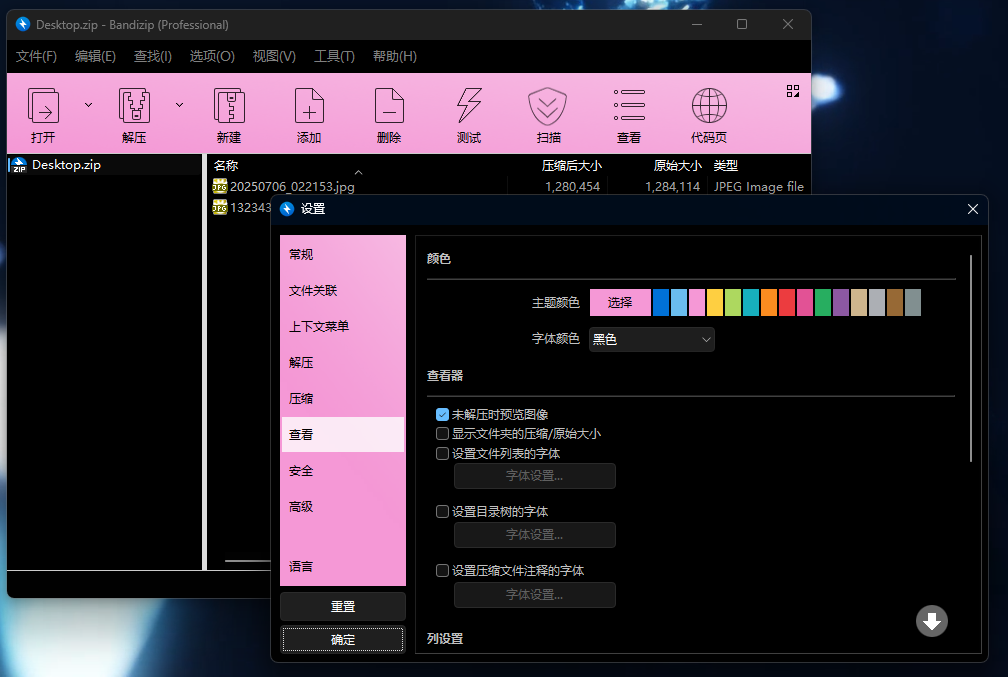 Desktop.zip - Bandizip (Professional)
文件(F) 编辑(E) 查找(I) 选项(O) 视图(V) 工具(T) 帮助(H)
打开 解压 新建 添加 删除 测试 扫描 查看 代码页
Desktop.zip
名称 压缩后大小 原始大小 类型
20250706_022153.jpg 1,280,454 1,284,114 JPEG Image file
132343
设置
常规
文件关联
上下文菜单
解压
压缩
查看
安全
高级
语言
重置
确定
颜色
主题颜色 选择
字体颜色 黑色
查看器
未解压时预览图像
显示文件夹的压缩/原始大小
设置文件列表的字体
字体设置...
设置目录树的字体
字体设置...
设置压缩文件注释的字体
字体设置...
列设置